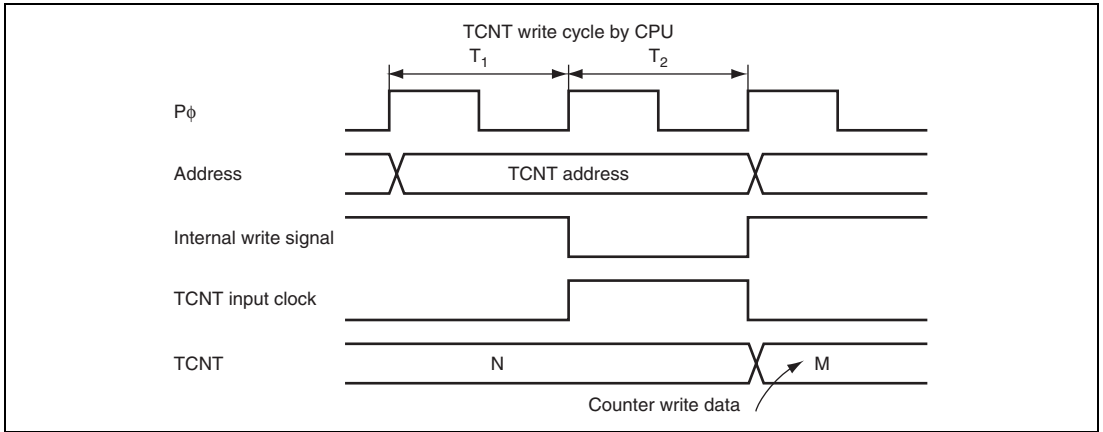 TCNT write cycle by CPU
T1 T2
Pϕ
Address TCNT address
Internal write signal
TCNT input clock
TCNT N M
Counter write data